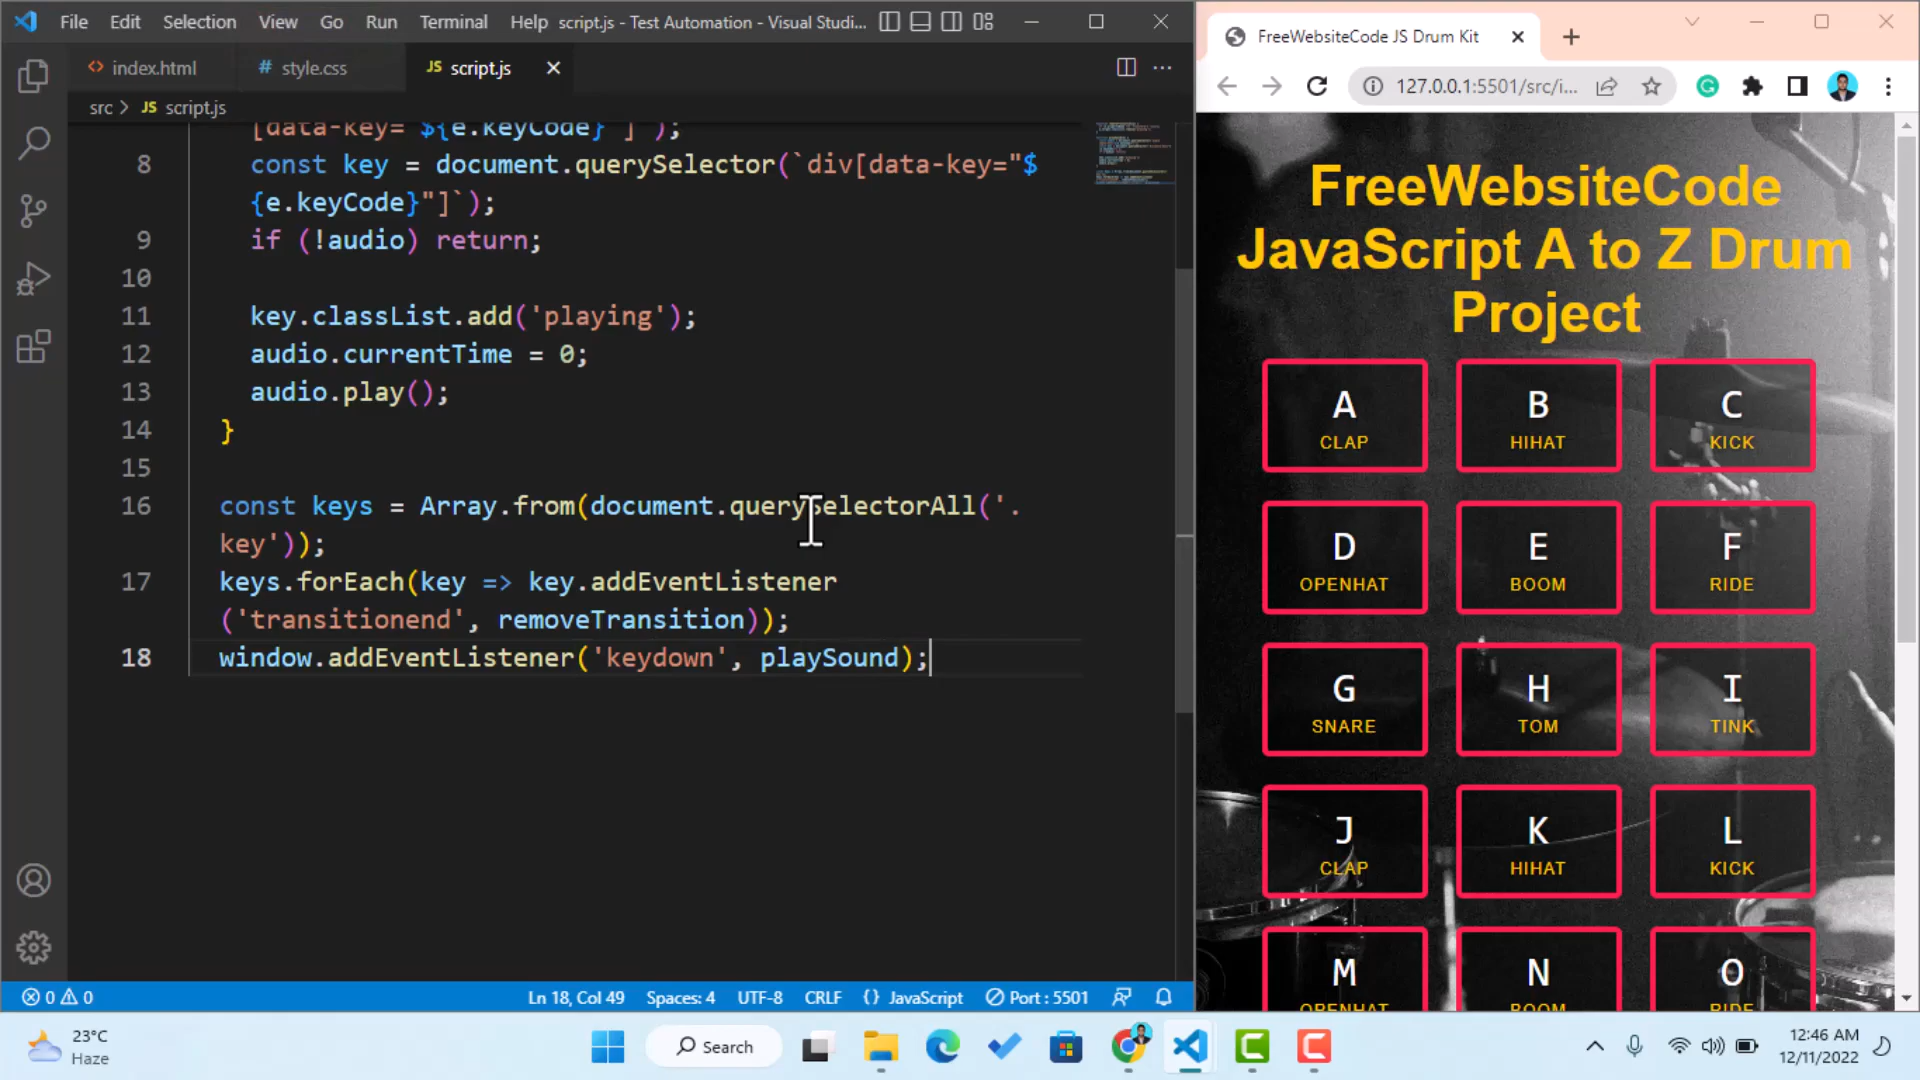 File Edit Selection View Go Run Terminal Help script.js - Test Automation - Visual Studi...
index.html
# style.css
JS script.js
src > JS script.js
[data-key="${e.keyCode}"]`);
8 const key = document.querySelector(`div[data-key="$
{e.keyCode}"]`);
9 if (!audio) return;
10
11 key.classList.add('playing');
12 audio.currentTime = 0;
13 audio.play();
14 }
15
16 const keys = Array.from(document.querySelectorAll('.
key'));
17 keys.forEach(key => key.addEventListener
('transitionend', removeTransition));
18 window.addEventListener('keydown', playSound);
0 0
Ln 18, Col 49 Spaces: 4 UTF-8 CRLF {} JavaScript Port : 5501
FreeWebsiteCode JS Drum Kit
127.0.0.1:5501/src/i...
FreeWebsiteCode
JavaScript A to Z Drum
Project
A
CLAP
B
HIHAT
C
KICK
D
OPENHAT
E
BOOM
F
RIDE
G
SNARE
H
TOM
I
TINK
J
CLAP
K
HIHAT
L
KICK
M
OPENHAT
N
BOOM
O
RIDE
23°C
Haze
Search
12:46 AM
12/11/2022